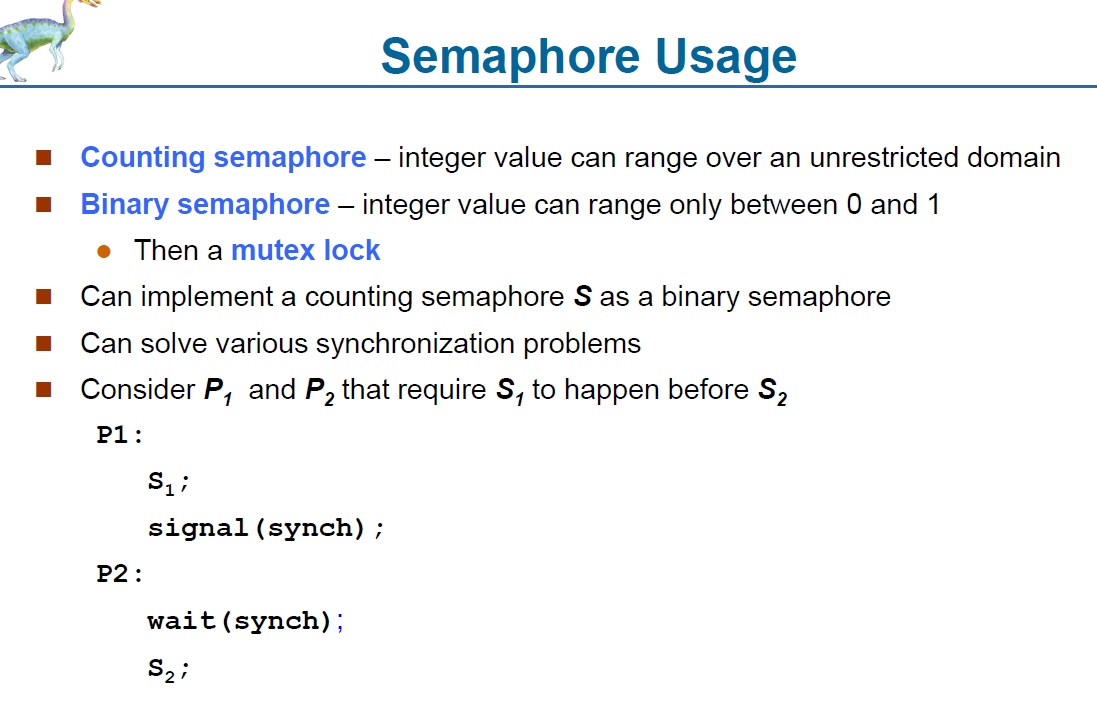 Semaphore Usage
Counting semaphore – integer value can range over an unrestricted domain
Binary semaphore – integer value can range only between 0 and 1
Then a mutex lock
Can implement a counting semaphore S as a binary semaphore
Can solve various synchronization problems
Consider P1 and P2 that require S1 to happen before S2
P1:
S1;
signal(synch);
P2:
wait(synch);
S2;